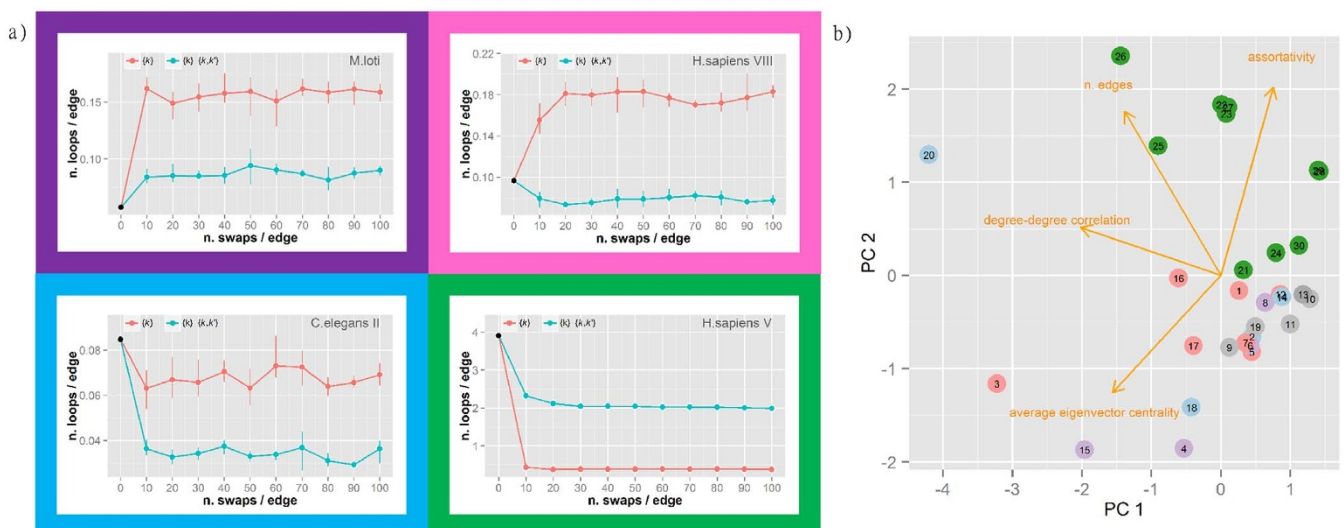 a)
{k} {k} {k,k'} M.loti
n. loops / edge
0.15
0.10
0 10 20 30 40 50 60 70 80 90 100
n. swaps / edge
{k} {k} {k,k'} H.sapiens VIII
n. loops / edge
0.22
0.18
0.14
0.10
0 10 20 30 40 50 60 70 80 90 100
n. swaps / edge
{k} {k} {k,k'} C.elegans II
n. loops / edge
0.08
0.06
0.04
0 10 20 30 40 50 60 70 80 90 100
n. swaps / edge
{k} {k} {k,k'} H.sapiens V
n. loops / edge
4
3
2
1
0 10 20 30 40 50 60 70 80 90 100
n. swaps / edge
b)
PC 2
2
1
0
-1
-2
26
assortativity
n. edges
22 27
23
25
20
degree-degree correlation
30
24
21
16
1
8
14
13
10
19
11
2
17
7
6
9
5
3
average eigenvector centrality
18
15
4
-4 -3 -2 -1 0 1
PC 1